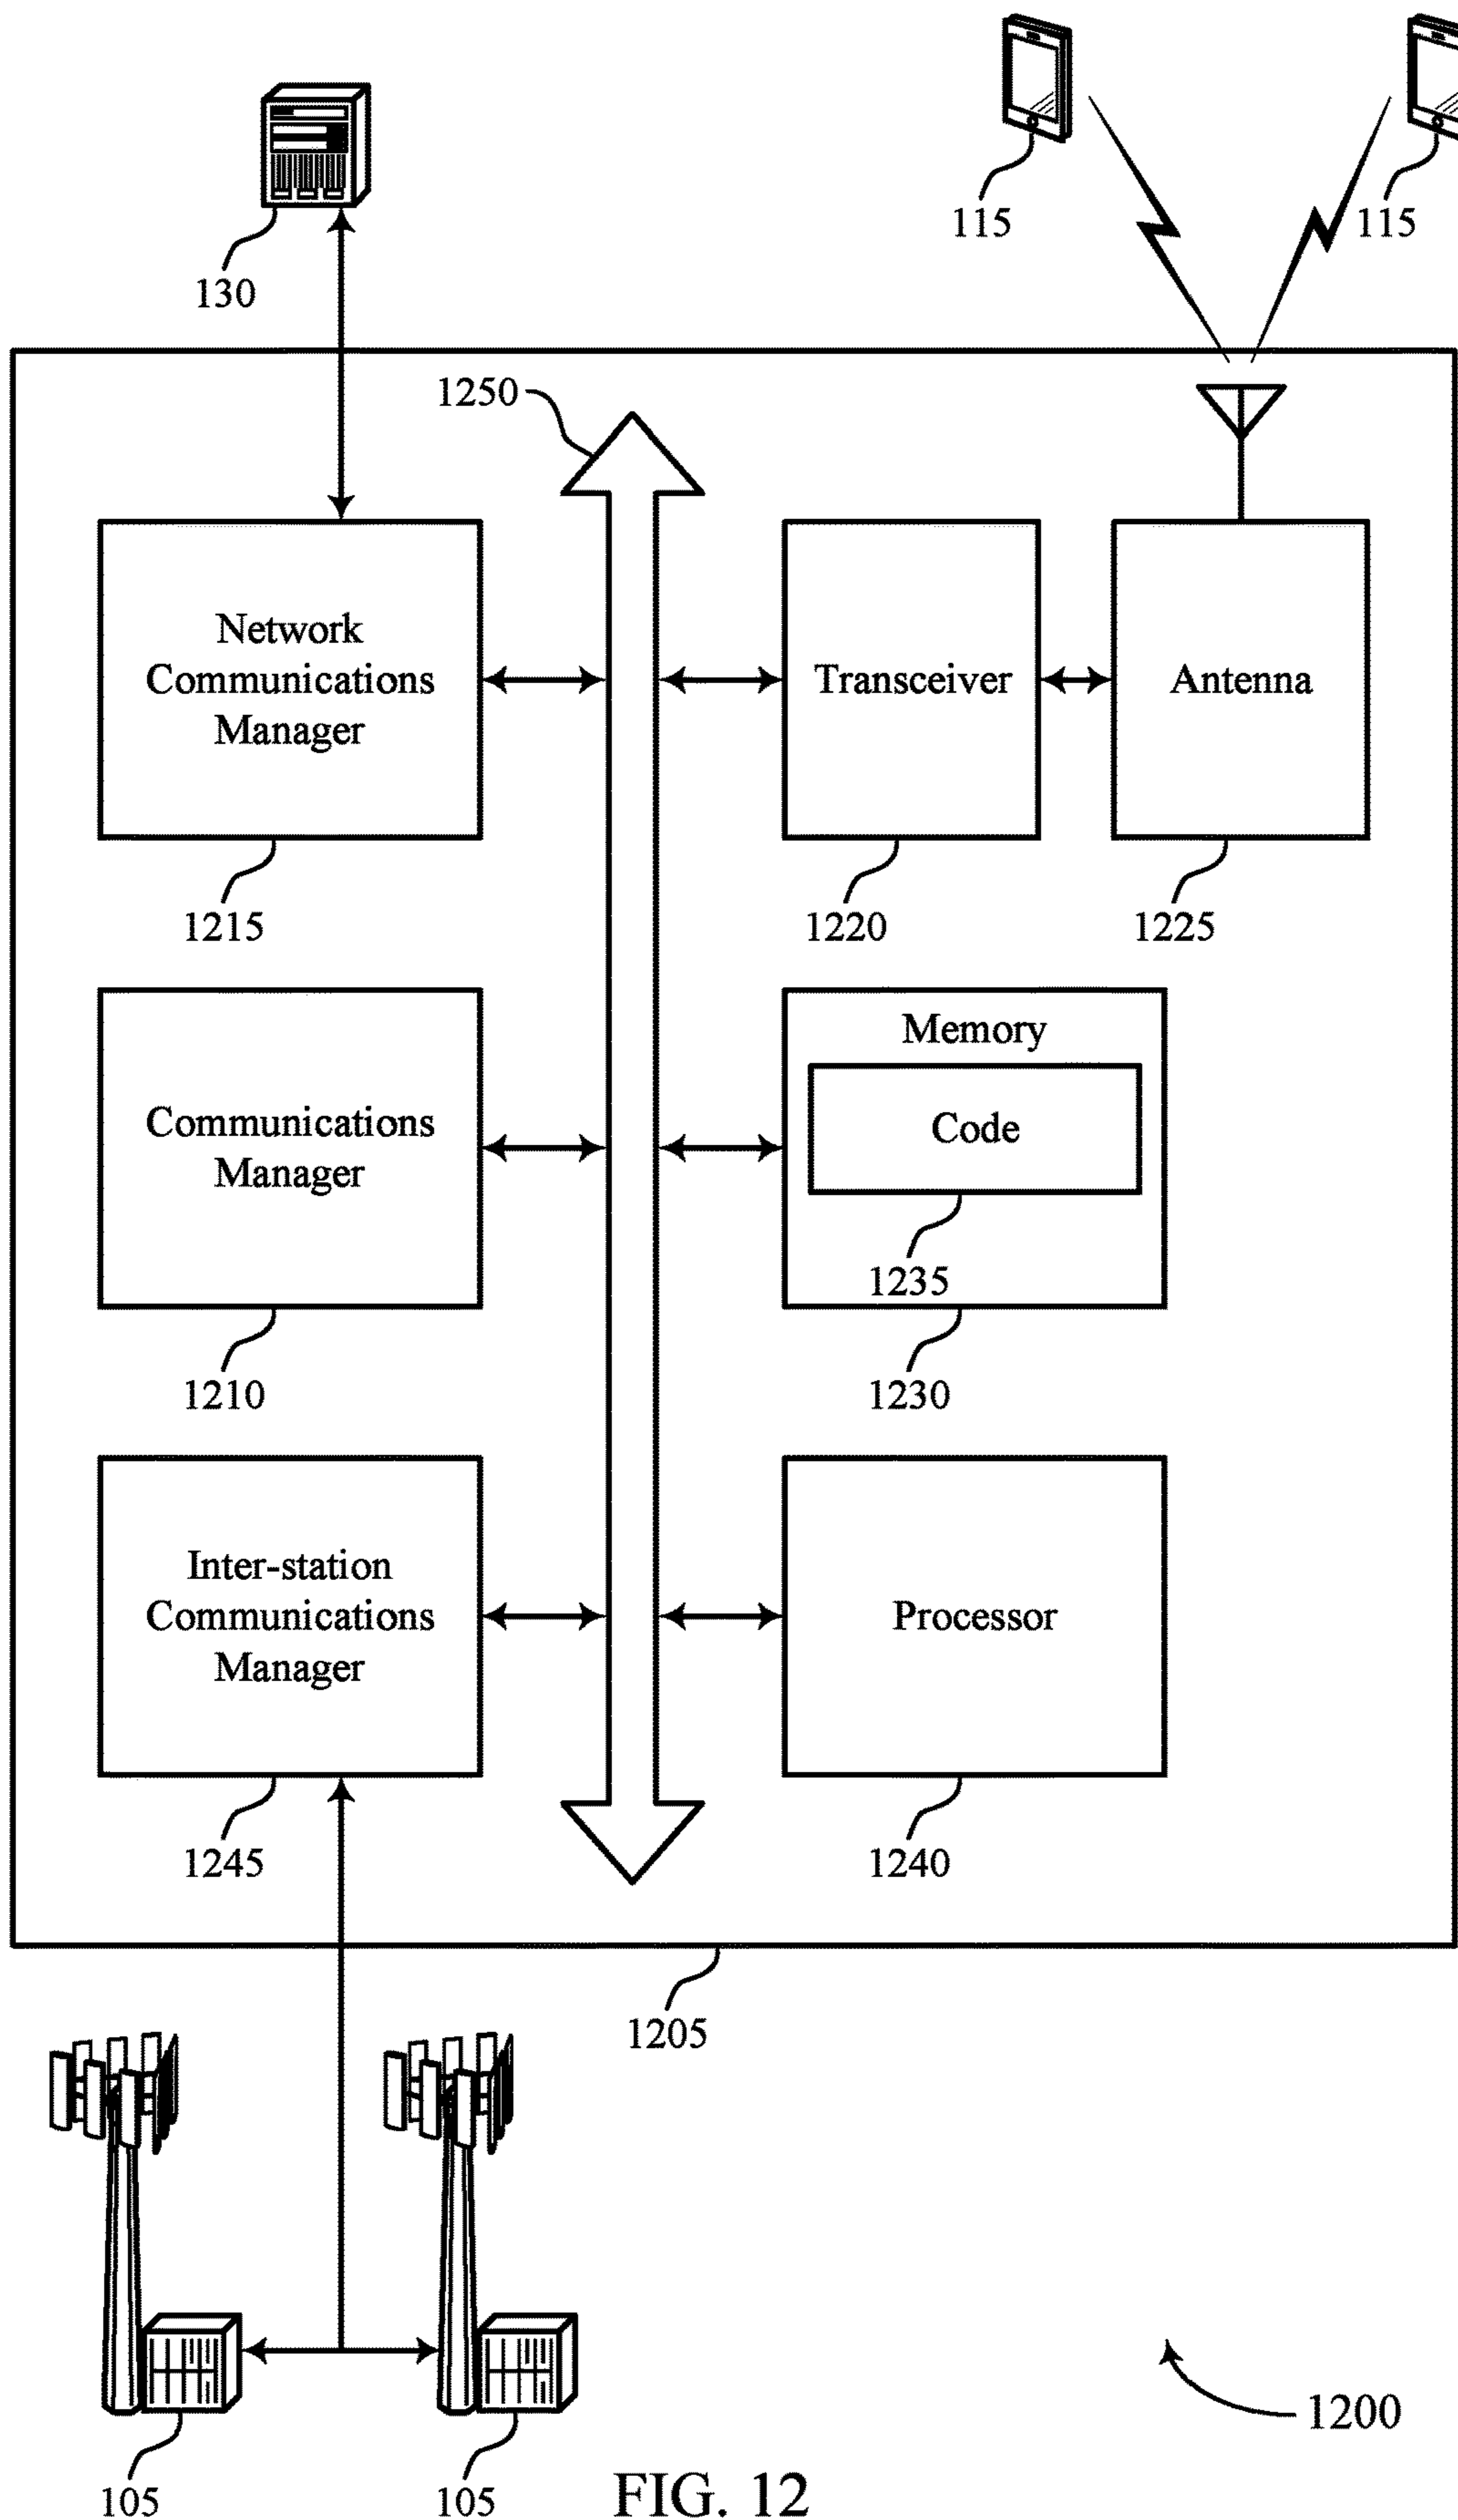 115
115
130
1250
Network
Communications
Manager
Transceiver
Antenna
1215
1220
1225
Communications
Manager
Memory
Code
1235
1210
1230
Inter-station
Communications
Manager
Processor
1245
1240
1205
1200
105
105
FIG. 12